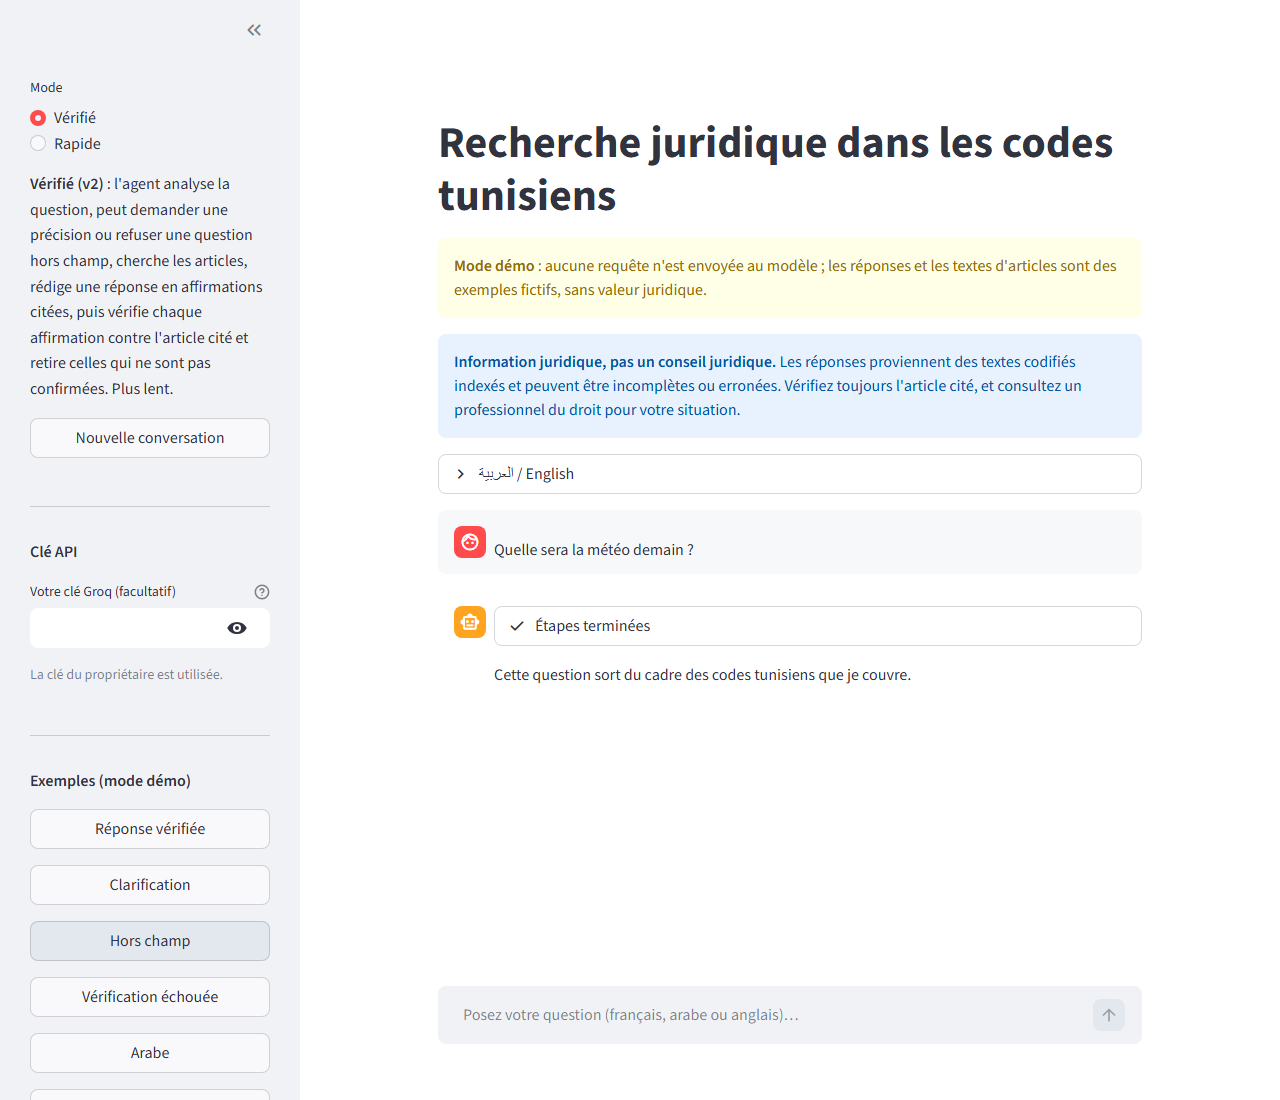 Mode
Vérifié
Rapide
Vérifié (v2) : l'agent analyse la
question, peut demander une
précision ou refuser une question
hors champ, cherche les articles,
rédige une réponse en affirmations
citées, puis vérifie chaque
affirmation contre l'article cité et
retire celles qui ne sont pas
confirmées. Plus lent.
Nouvelle conversation
Clé API
Votre clé Groq (facultatif)
La clé du propriétaire est utilisée.
Exemples (mode démo)
Réponse vérifiée
Clarification
Hors champ
Vérification échouée
Arabe
Recherche juridique dans les codes
tunisiens
Mode démo : aucune requête n'est envoyée au modèle ; les réponses et les textes d'articles sont des
exemples fictifs, sans valeur juridique.
Information juridique, pas un conseil juridique. Les réponses proviennent des textes codifiés
indexés et peuvent être incomplètes ou erronées. Vérifiez toujours l'article cité, et consultez un
professionnel du droit pour votre situation.
العربية / English
Quelle sera la météo demain ?
Étapes terminées
Cette question sort du cadre des codes tunisiens que je couvre.
Posez votre question (français, arabe ou anglais)…